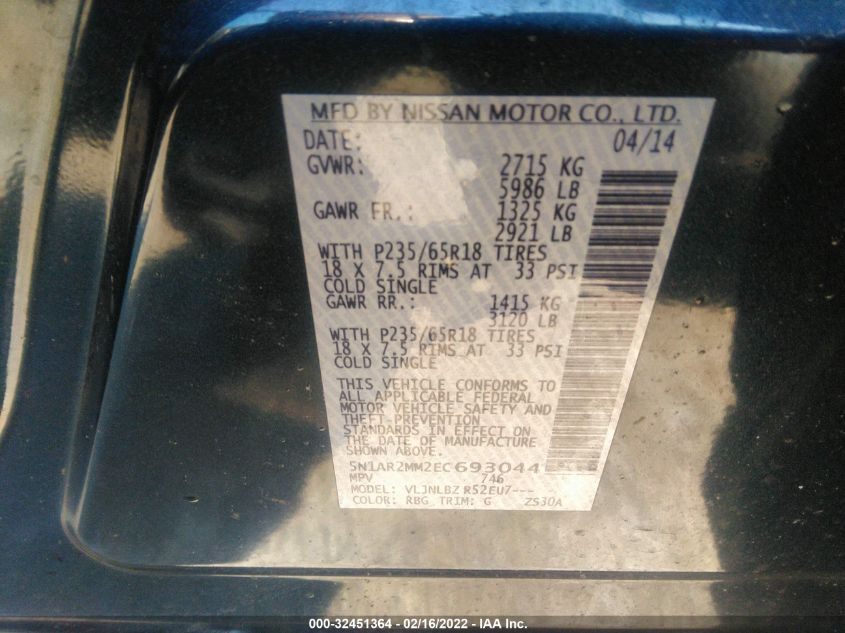 MFD BY NISSAN MOTOR CO., LTD.
DATE: 04/14
GVWR: 2715 KG
5986 LB
GAWR FR.: 1325 KG
2921 LB
WITH P235/65R18 TIRES
18 X 7.5 RIMS AT 33 PSI
COLD SINGLE
GAWR RR.: 1415 KG
3120 LB
WITH P235/65R18 TIRES
18 X 7.5 RIMS AT 33 PSI
COLD SINGLE
THIS VEHICLE CONFORMS TO
ALL APPLICABLE FEDERAL
MOTOR VEHICLE SAFETY AND
THEFT-PREVENTION
STANDARDS IN EFFECT ON
THE DATE OF MANUFACTURE
SHOWN ABOVE.
5N1AR2MM2EC693044
MPV 746
MODEL: VLJNLBZ R52EU7---
COLOR: RBG TRIM: G ZS30A
000-32451364 - 02/16/2022 - © IAA Inc.